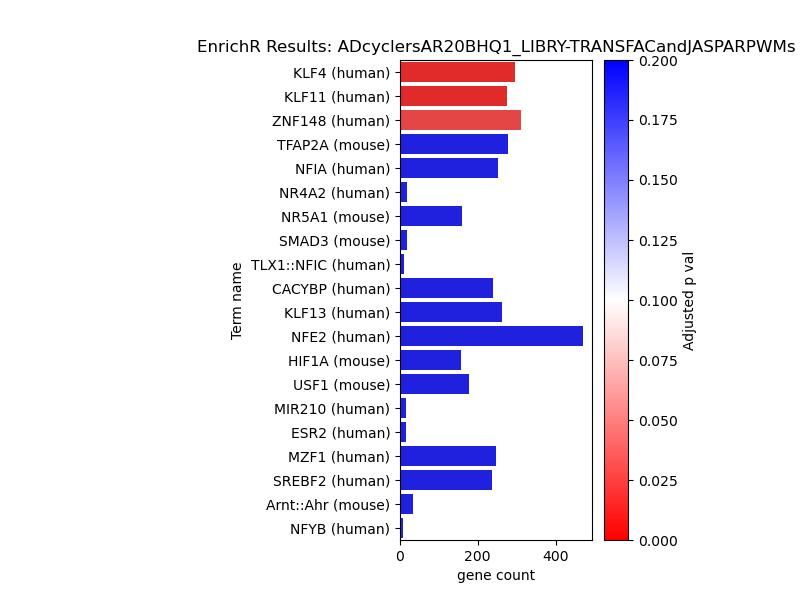 EnrichR Results: ADcyclersAR20BHQ1_LIBRY-TRANSFACandJASPARPWMs
KLF4 (human)
KLF11 (human)
ZNF148 (human)
TFAP2A (mouse)
NFIA (human)
NR4A2 (human)
NR5A1 (mouse)
SMAD3 (mouse)
TLX1::NFIC (human)
CACYBP (human)
KLF13 (human)
NFE2 (human)
HIF1A (mouse)
USF1 (mouse)
MIR210 (human)
ESR2 (human)
MZF1 (human)
SREBF2 (human)
Arnt::Ahr (mouse)
NFYB (human)
Term name
0 200 400
gene count
0.200
0.175
0.150
0.125
0.100
0.075
0.050
0.025
0.000
Adjusted p val